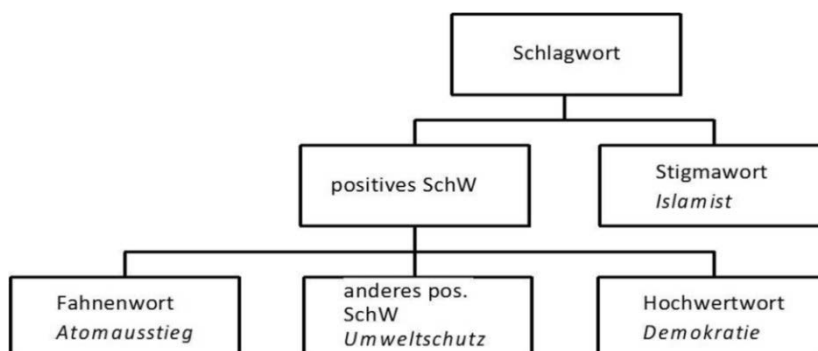 Schlagwort
positives SchW
Stigmawort
Islamist
Fahnenwort
Atomausstieg
anderes pos.
SchW
Umweltschutz
Hochwertwort
Demokratie